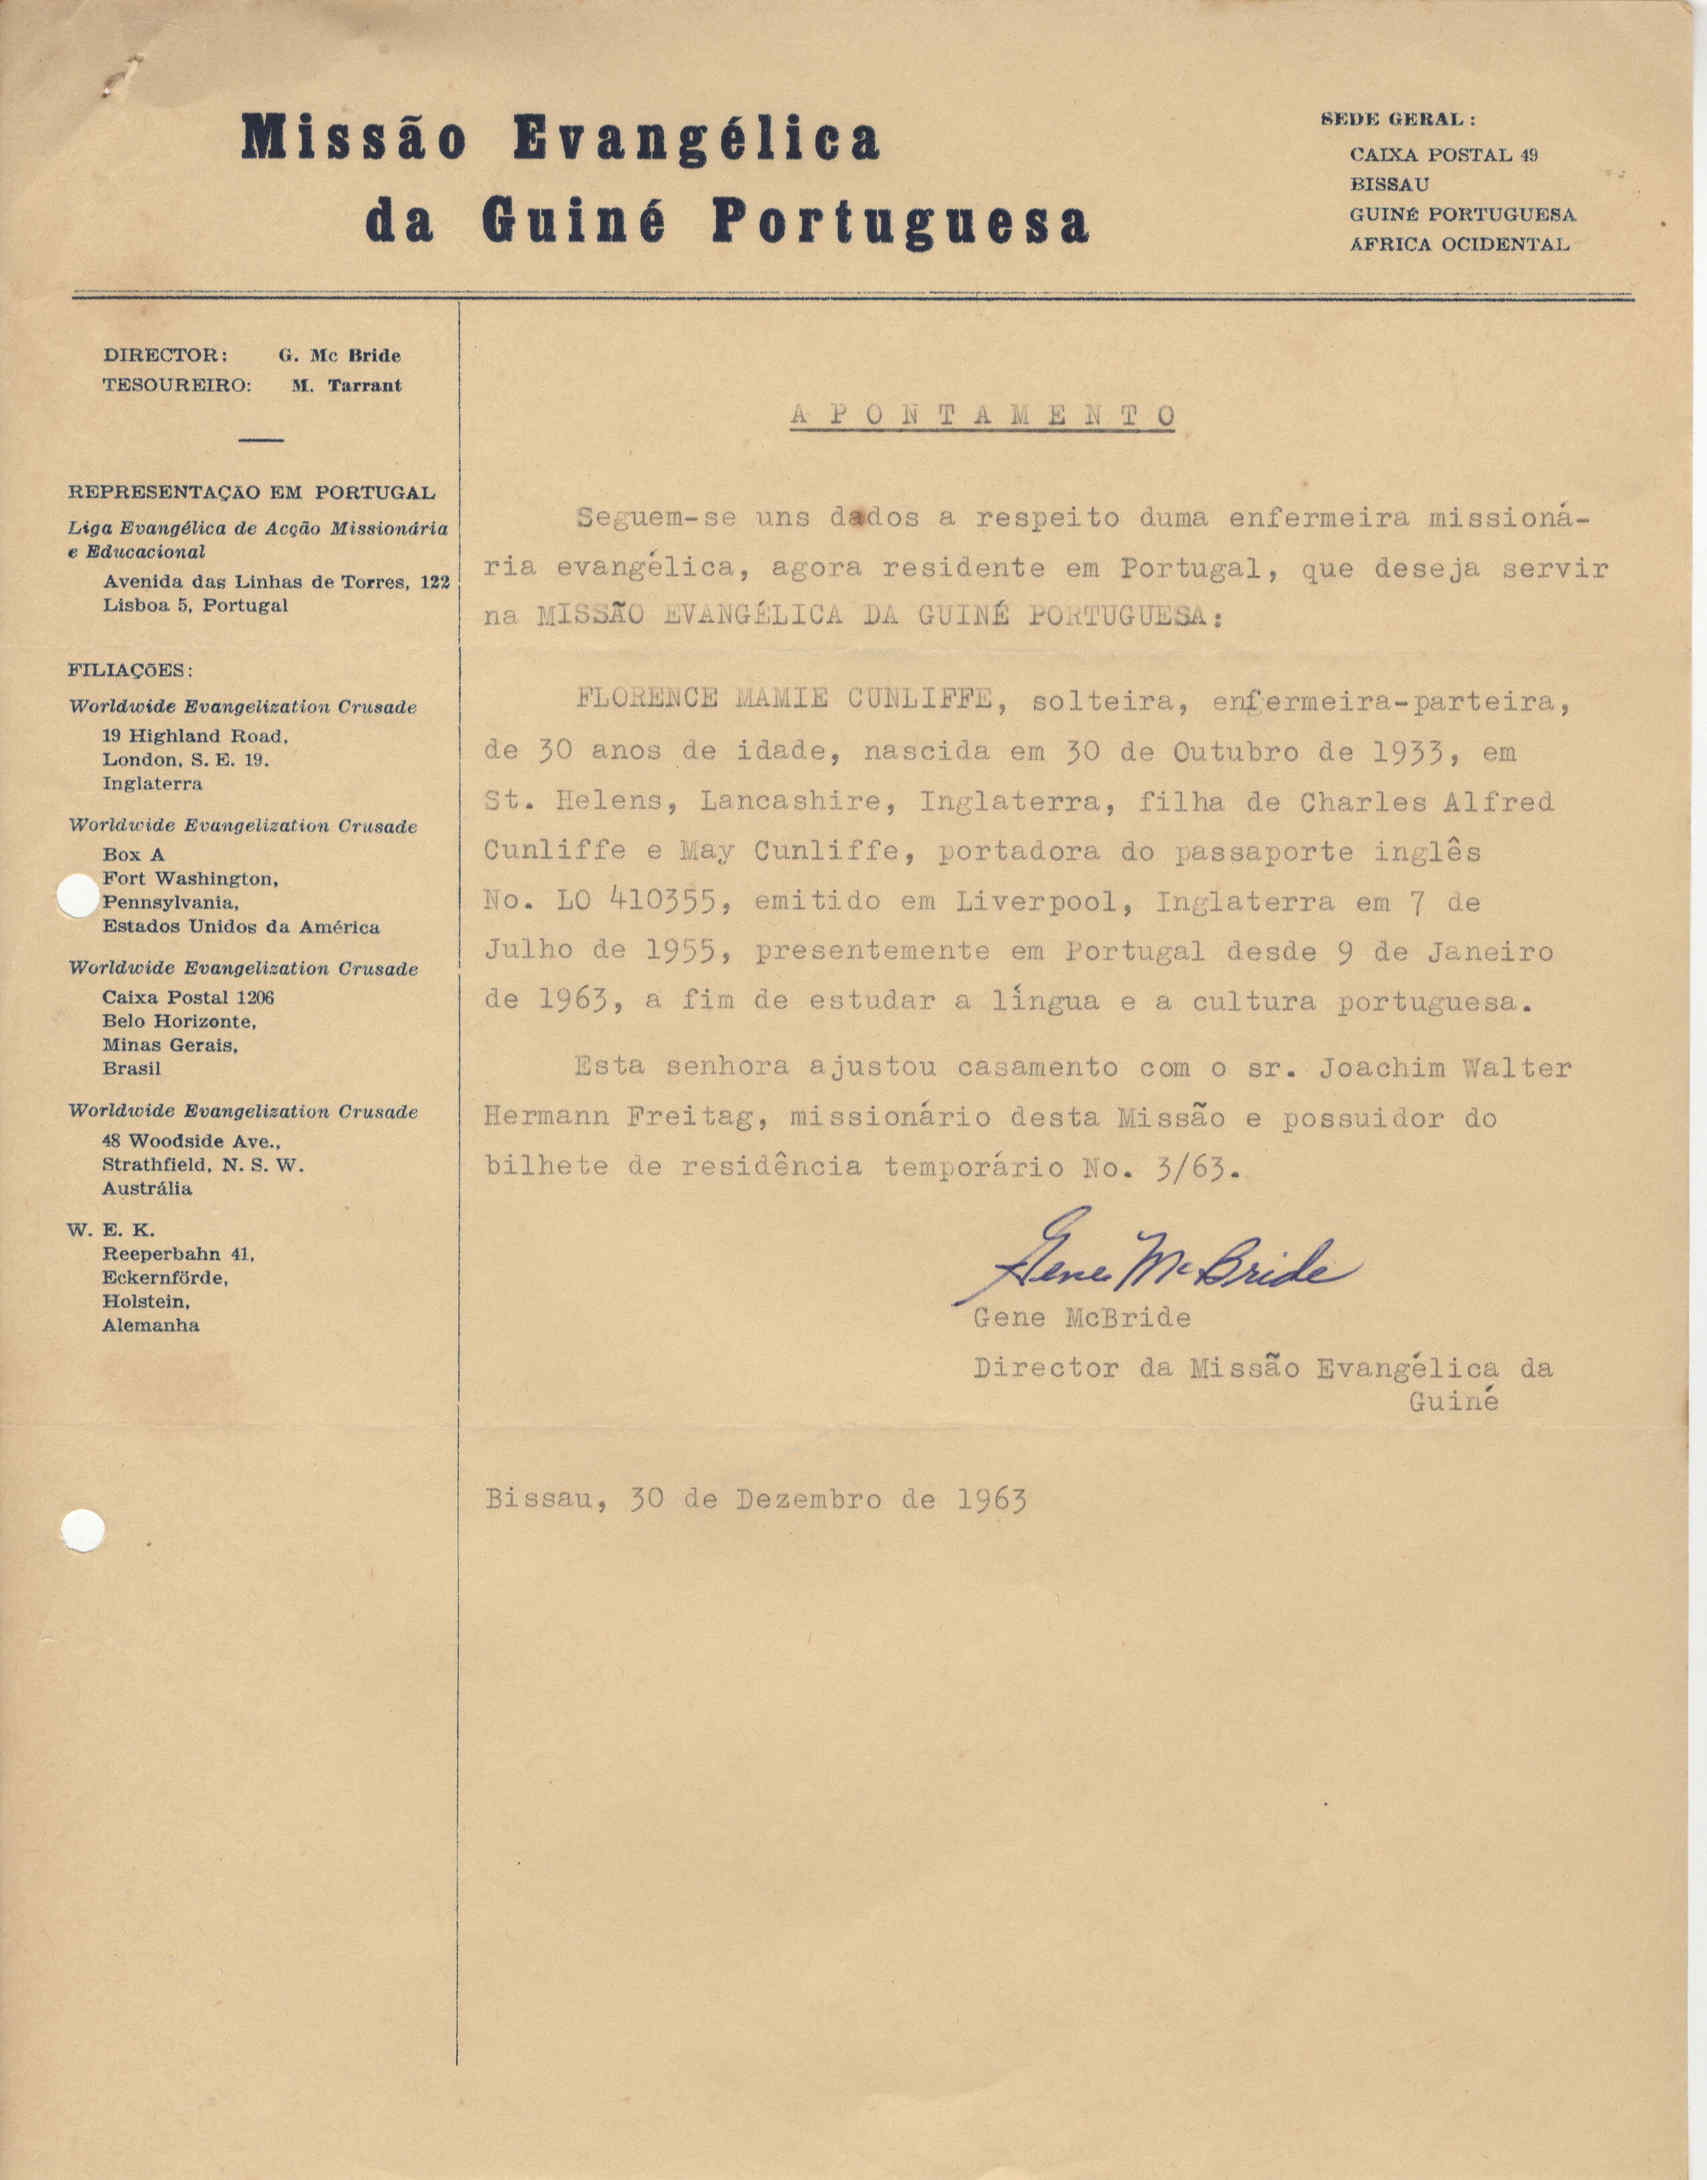 Missão Evangélica
da Guiné Portuguesa
SEDE GERAL:
CAIXA POSTAL 49
BISSAU
GUINÉ PORTUGUESA
AFRICA OCIDENTAL
DIRECTOR: G. Mc Bride
TESOUREIRO: M. Tarrant
REPRESENTAÇÃO EM PORTUGAL
Liga Evangélica de Acção Missionária
e Educacional
Avenida das Linhas de Torres, 122
Lisboa 5, Portugal
FILIAÇÕES:
Worldwide Evangelization Crusade
19 Highland Road,
London, S. E. 19.
Inglaterra
Worldwide Evangelization Crusade
Box A
Fort Washington,
Pennsylvania,
Estados Unidos da América
Worldwide Evangelization Crusade
Caixa Postal 1206
Belo Horizonte,
Minas Gerais,
Brasil
Worldwide Evangelization Crusade
48 Woodside Ave.,
Strathfield, N. S. W.
Austrália
W. E. K.
Reeperbahn 41,
Eckernförde,
Holstein,
Alemanha
APONTAMENTO
Seguem-se uns dados a respeito duma enfermeira missioná-
ria evangélica, agora residente em Portugal, que deseja servir
na MISSÃO EVANGÉLICA DA GUINÉ PORTUGUESA:
FLORENCE MAMIE CUNLIFFE, solteira, enfermeira-parteira,
de 30 anos de idade, nascida em 30 de Outubro de 1933, em
St. Helens, Lancashire, Inglaterra, filha de Charles Alfred
Cunliffe e May Cunliffe, portadora do passaporte inglês
No. LO 410355, emitido em Liverpool, Inglaterra em 7 de
Julho de 1955, presentemente em Portugal desde 9 de Janeiro
de 1963, a fim de estudar a língua e a cultura portuguesa.
Esta senhora ajustou casamento com o sr. Joachim Walter
Hermann Freitag, missionário desta Missão e possuidor do
bilhete de residência temporário No. 3/63.
Gene McBride
Gene McBride
Director da Missão Evangélica da
Guiné
Bissau, 30 de Dezembro de 1963